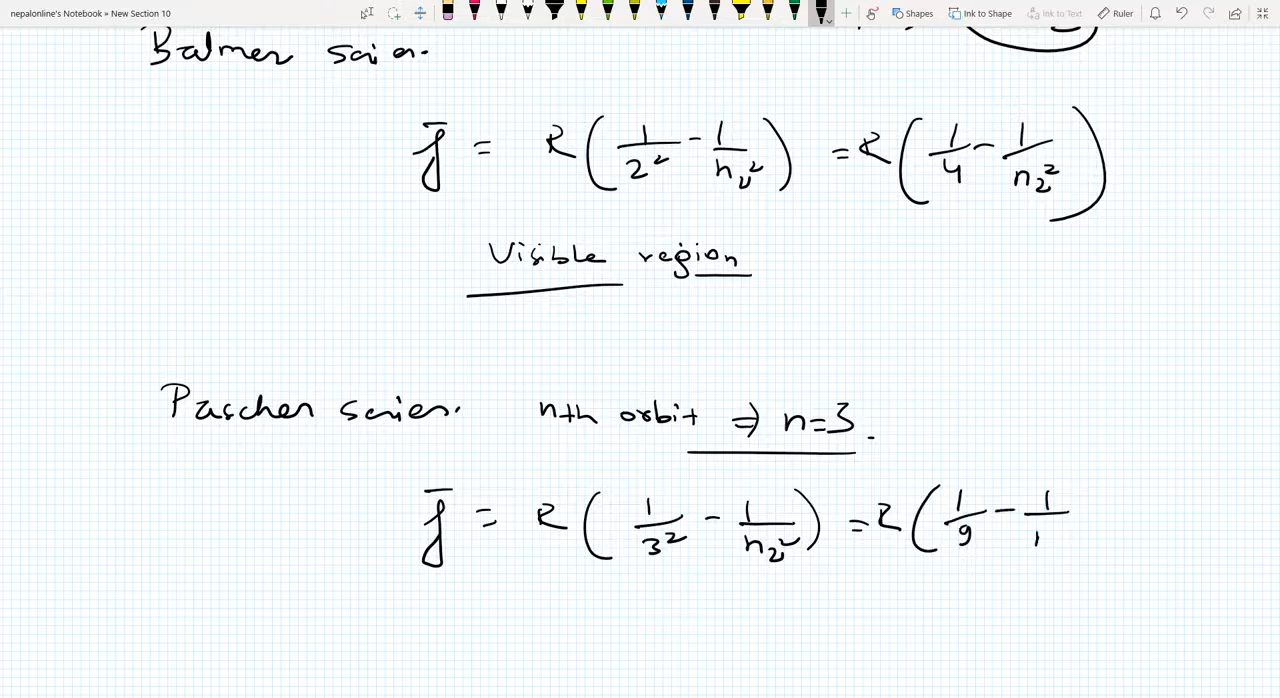 nepalonline's Notebook » New Section 10
Shapes Ink to Shape Ink to Text Ruler
Balmer
f̄ = R(1/2² - 1/n₂²) = R(1/4 - 1/n₂²)
Visible region
Paschen series. nth orbit ⇒ n=3.
f̄ = R(1/3² - 1/n₂²) = R(1/9 - 1/